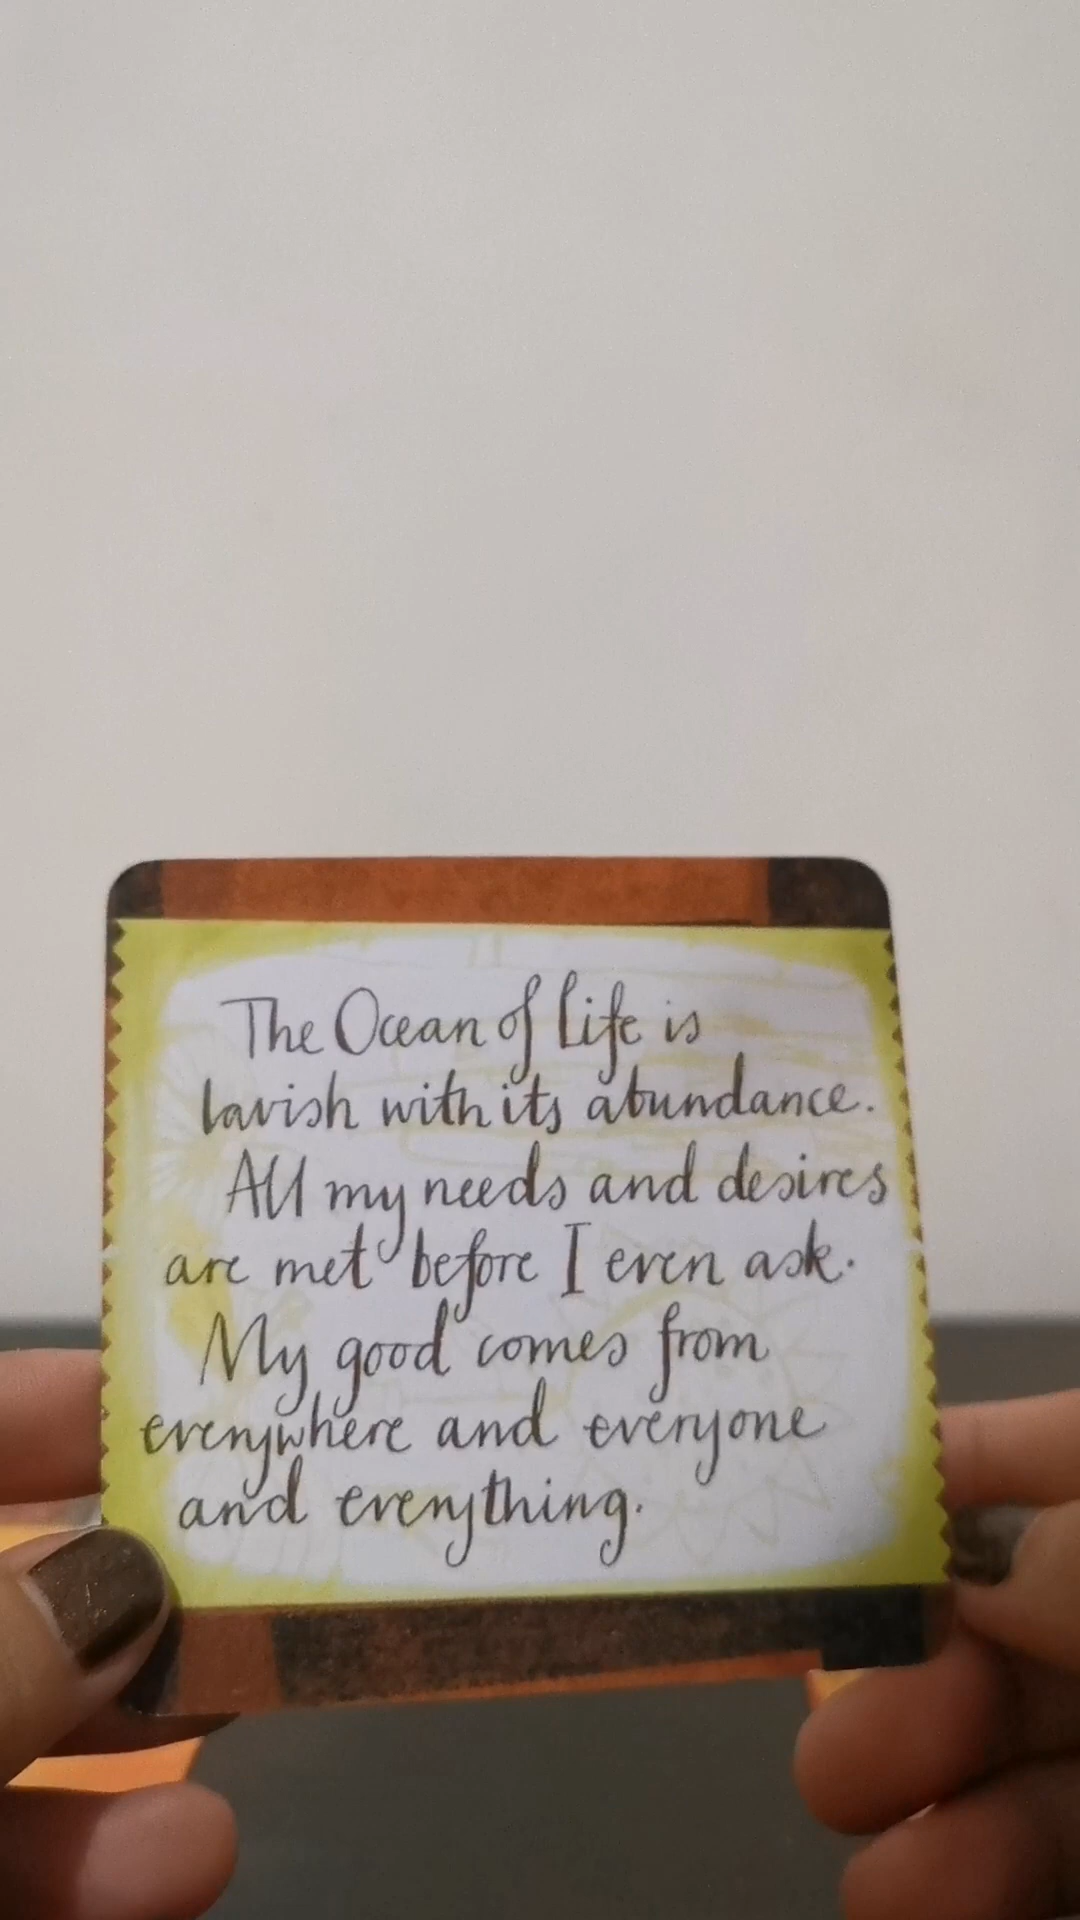 The Ocean of Life is
lavish with its abundance.
All my needs and desires
are met before I even ask.
My good comes from
everywhere and everyone
and everything.